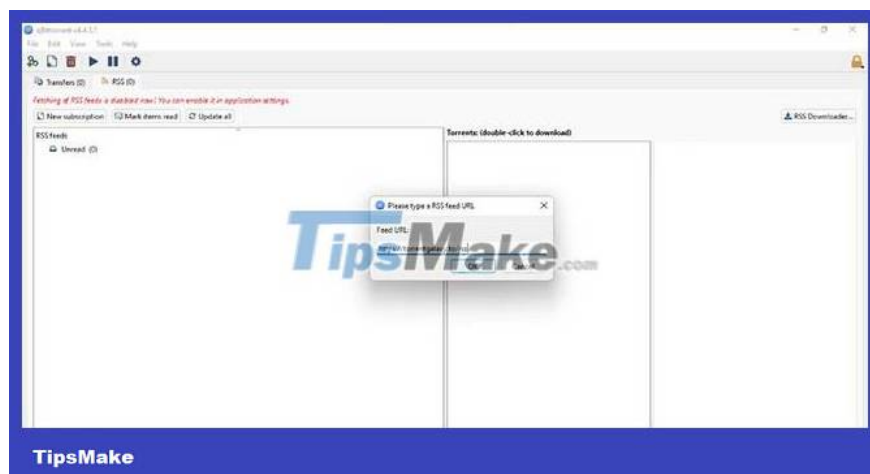 qBittorrent v4.4.3.1
File Edit View Tools Help
Transfers (0) RSS (0)
Fetching of RSS feeds is disabled now! You can enable it in application settings.
New subscription Mark items read Update all RSS Downloader...
RSS feeds
Unread (0)
Torrents: (double-click to download)
Please type a RSS feed URL
Feed URL:
OK Cancel
TipsMake.com
TipsMake